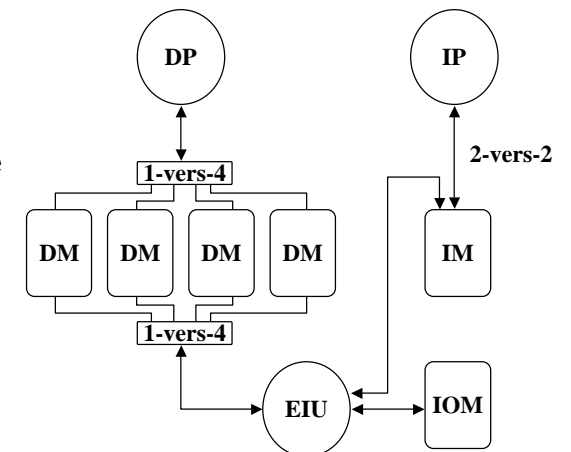 DP
IP
2-vers-2
e
1-vers-4
DM DM DM DM IM
1-vers-4
EIU IOM